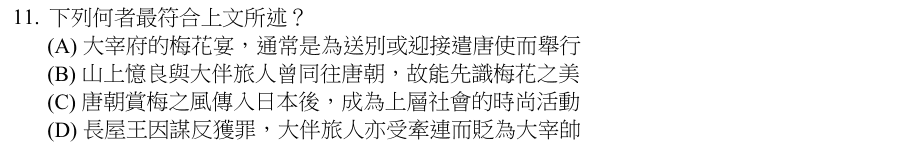 11. 下列何者最符合上文所述？
(A) 大宰府的梅花宴，通常是為送別或迎接遣唐使而舉行
(B) 山上憶良與大伴旅人曾同往唐朝，故能先識梅花之美
(C) 唐朝賞梅之風傳入日本後，成為上層社會的時尚活動
(D) 長屋王因謀反獲罪，大伴旅人亦受牽連而貶為大宰帥